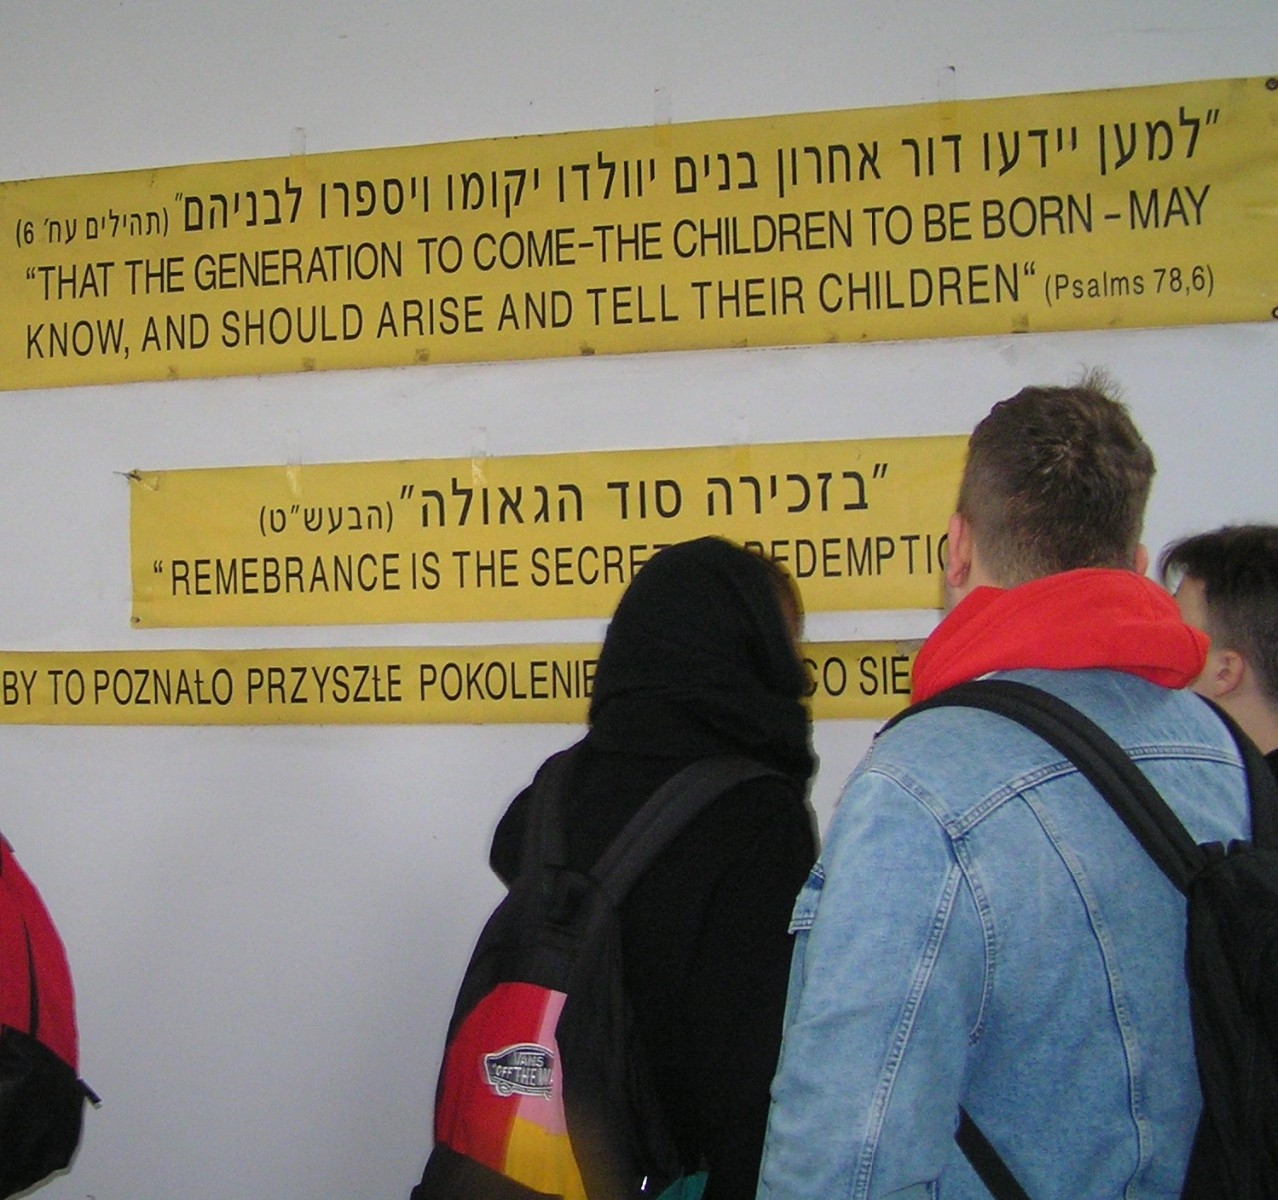 "למען יידעו דור אחרון בנים יוולדו יקומו ויספרו לבניהם" (תהילים עח' 6)
"THAT THE GENERATION TO COME-THE CHILDREN TO BE BORN - MAY
KNOW, AND SHOULD ARISE AND TELL THEIR CHILDREN" (Psalms 78,6)
"בזכירה סוד הגאולה" (הבעש"ט)
"REMEBRANCE IS THE
BY TO POZNAŁO PRZYSZŁE POKOLENIE CO SIE
VANS
"OFF THE